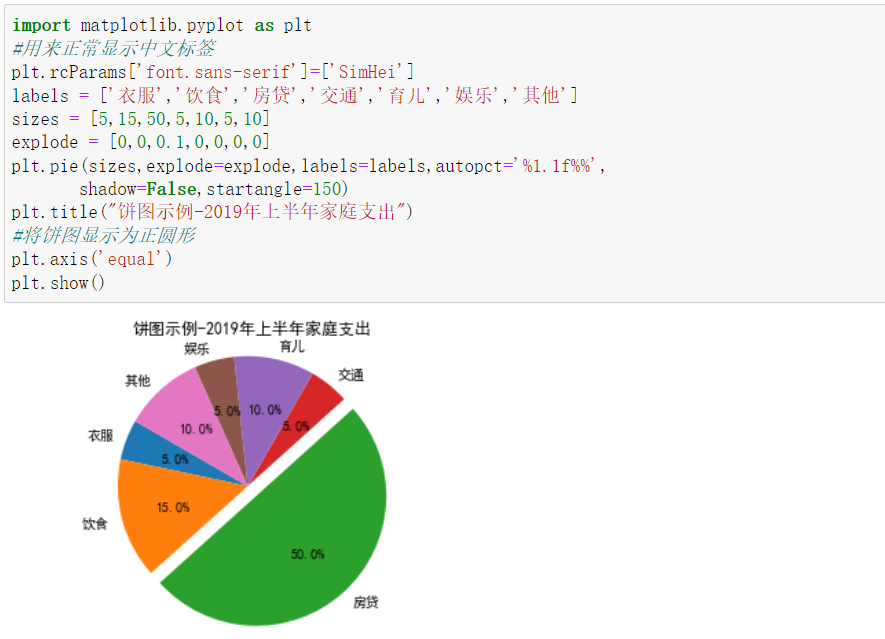 import matplotlib.pyplot as plt
#用来正常显示中文标签
plt.rcParams['font.sans-serif']=['SimHei']
labels = ['衣服','饮食','房贷','交通','育儿','娱乐','其他']
sizes = [5,15,50,5,10,5,10]
explode = [0,0,0.1,0,0,0,0]
plt.pie(sizes,explode=explode,labels=labels,autopct='%1.1f%%',
shadow=False,startangle=150)
plt.title("饼图示例-2019年上半年家庭支出")
#将饼图显示为正圆形
plt.axis('equal')
plt.show()
饼图示例-2019年上半年家庭支出
娱乐
育儿
交通
其他
5.0%
10.0%
5.0%
10.0%
衣服
5.0%
15.0%
饮食
50.0%
房贷